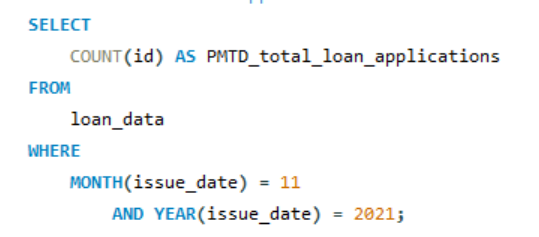 SELECT
COUNT(id) AS PMTD_total_loan_applications
FROM
loan_data
WHERE
MONTH(issue_date) = 11
AND YEAR(issue_date) = 2021;